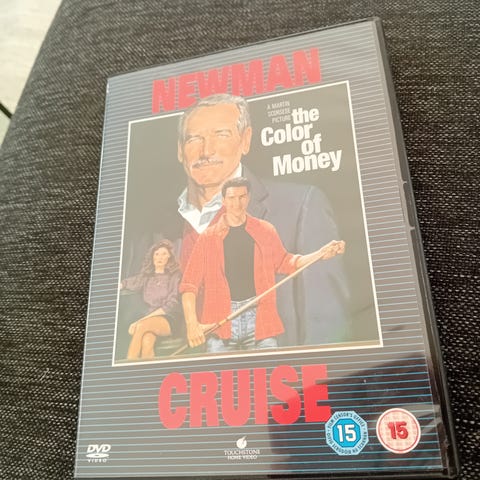 NEWMAN
A MARTIN
SCORSESE
PICTURE
the
Color
of
Money
CRUISE
DVD
VIDEO
TOUCHSTONE
HOME VIDEO
15
15